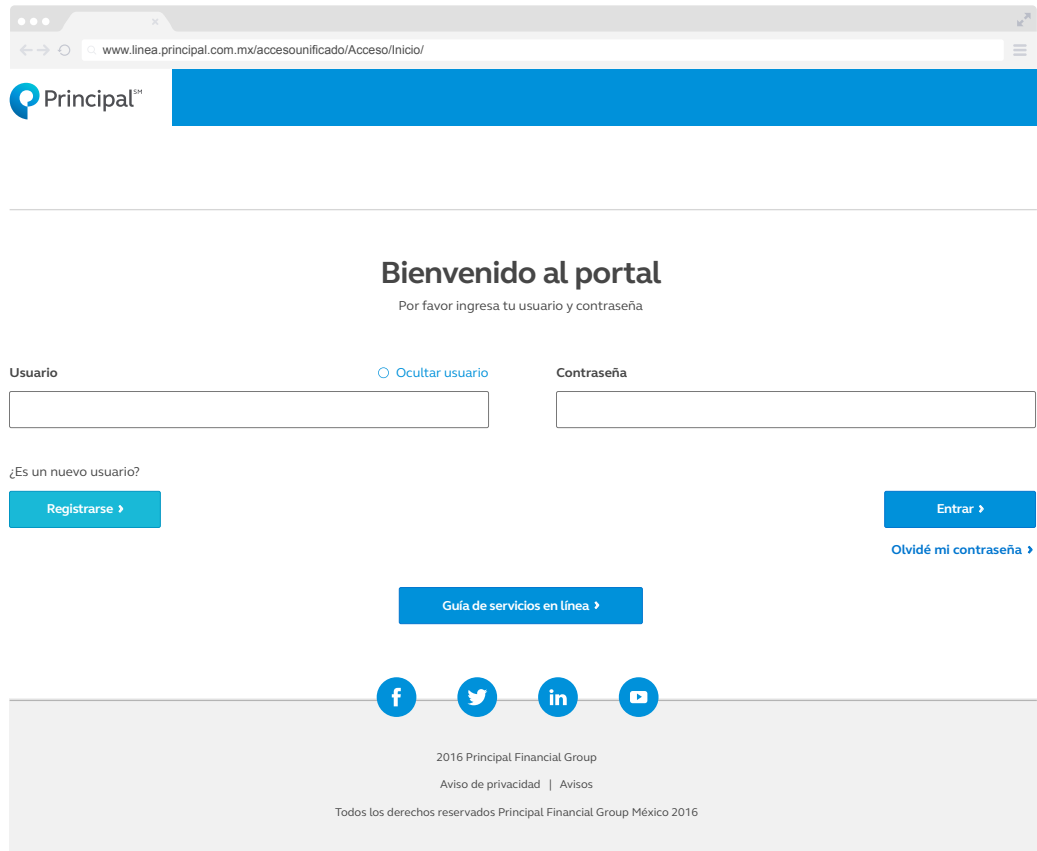 www.linea.principal.com.mx/accesounificado/Acceso/Inicio/
Principal℠
Bienvenido al portal
Por favor ingresa tu usuario y contraseña
Usuario
Ocultar usuario
Contraseña
¿Es un nuevo usuario?
Registrarse ›
Entrar ›
Olvidé mi contraseña ›
Guía de servicios en línea ›
2016 Principal Financial Group
Aviso de privacidad | Avisos
Todos los derechos reservados Principal Financial Group México 2016